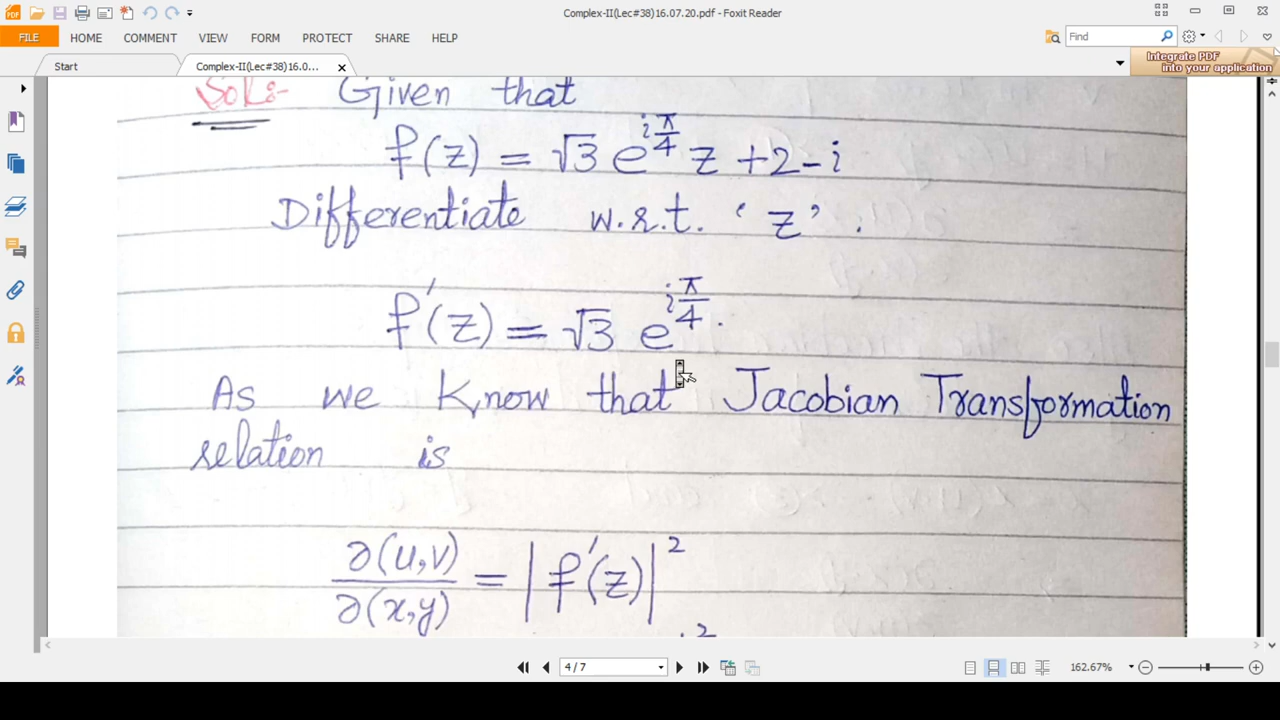 Complex-II(Lec#38)16.07.20.pdf - Foxit Reader
FILE HOME COMMENT VIEW FORM PROTECT SHARE HELP
Find
Start
Complex-II(Lec#38)16.0...
Integrate PDF
into your application
Sol:- Given that
f(z) = √3 e^{iπ/4} z + 2 - i
Differentiate w.r.t. 'z'.
f'(z) = √3 e^{iπ/4}.
As we know that Jacobian Transformation
relation is
∂(u,v)/∂(x,y) = |f'(z)|²
2
4 / 7
162.67%